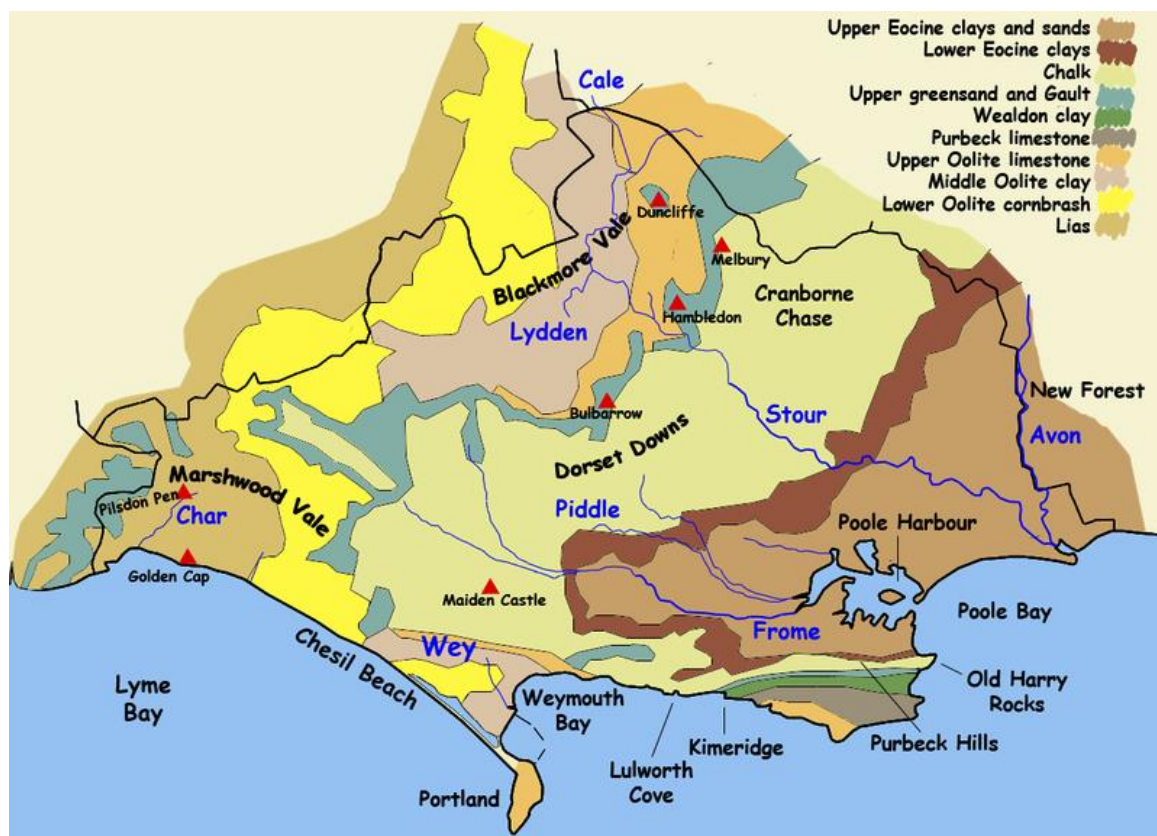 Upper Eocine clays and sands
Lower Eocine clays
Chalk
Upper greensand and Gault
Wealdon clay
Purbeck limestone
Upper Oolite limestone
Middle Oolite clay
Lower Oolite cornbrash
Lias
Cale
Duncliffe
Blackmore Vale
Melbury
Cranborne
Chase
Hambledon
Lydden
New Forest
Bulbarrow
Stour
Avon
Dorset Downs
Marshwood Vale
Pilsdon Pen
Char
Piddle
Poole Harbour
Golden Cap
Maiden Castle
Poole Bay
Frome
Wey
Chesil Beach
Old Harry
Rocks
Lyme
Bay
Weymouth
Bay
Purbeck Hills
Kimeridge
Lulworth
Cove
Portland